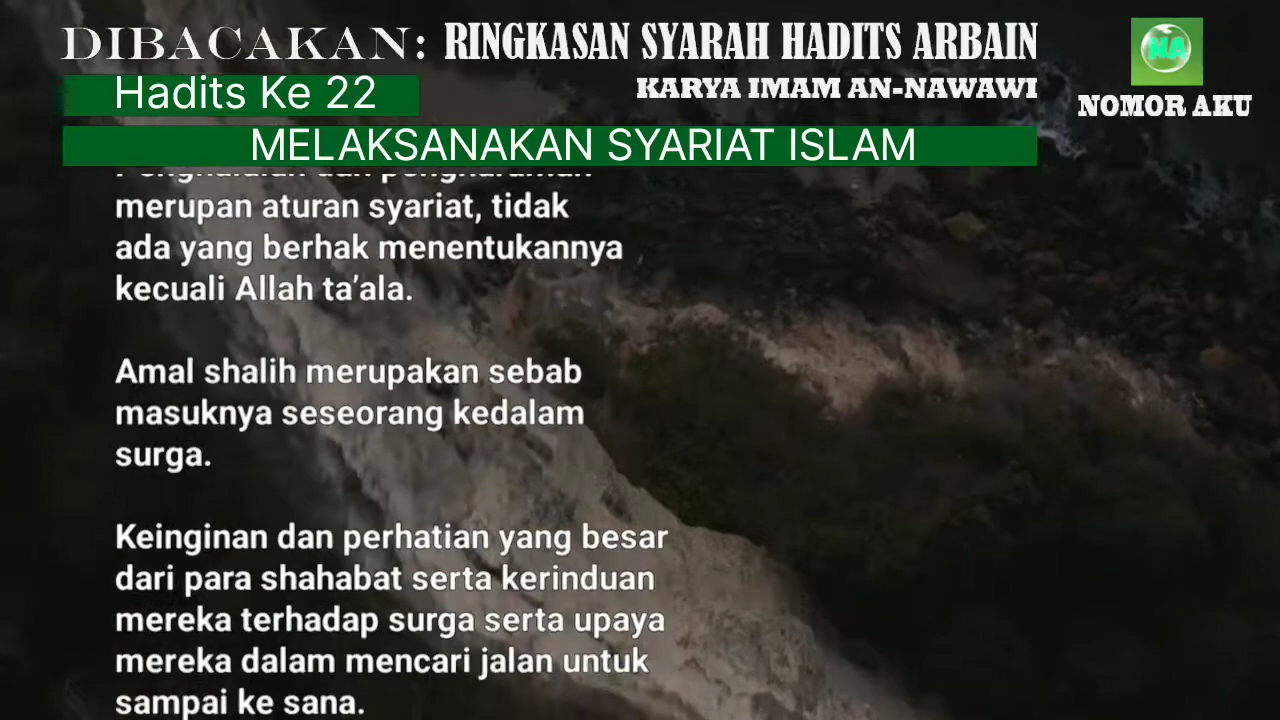 DIBACAKAN: RINGKASAN SYARAH HADITS ARBAIN
KARYA IMAM AN-NAWAWI
NA
NOMOR AKU
Hadits Ke 22
MELAKSANAKAN SYARIAT ISLAM
merupan aturan syariat, tidak
ada yang berhak menentukannya
kecuali Allah ta’ala.
Amal shalih merupakan sebab
masuknya seseorang kedalam
surga.
Keinginan dan perhatian yang besar
dari para shahabat serta kerinduan
mereka terhadap surga serta upaya
mereka dalam mencari jalan untuk
sampai ke sana.